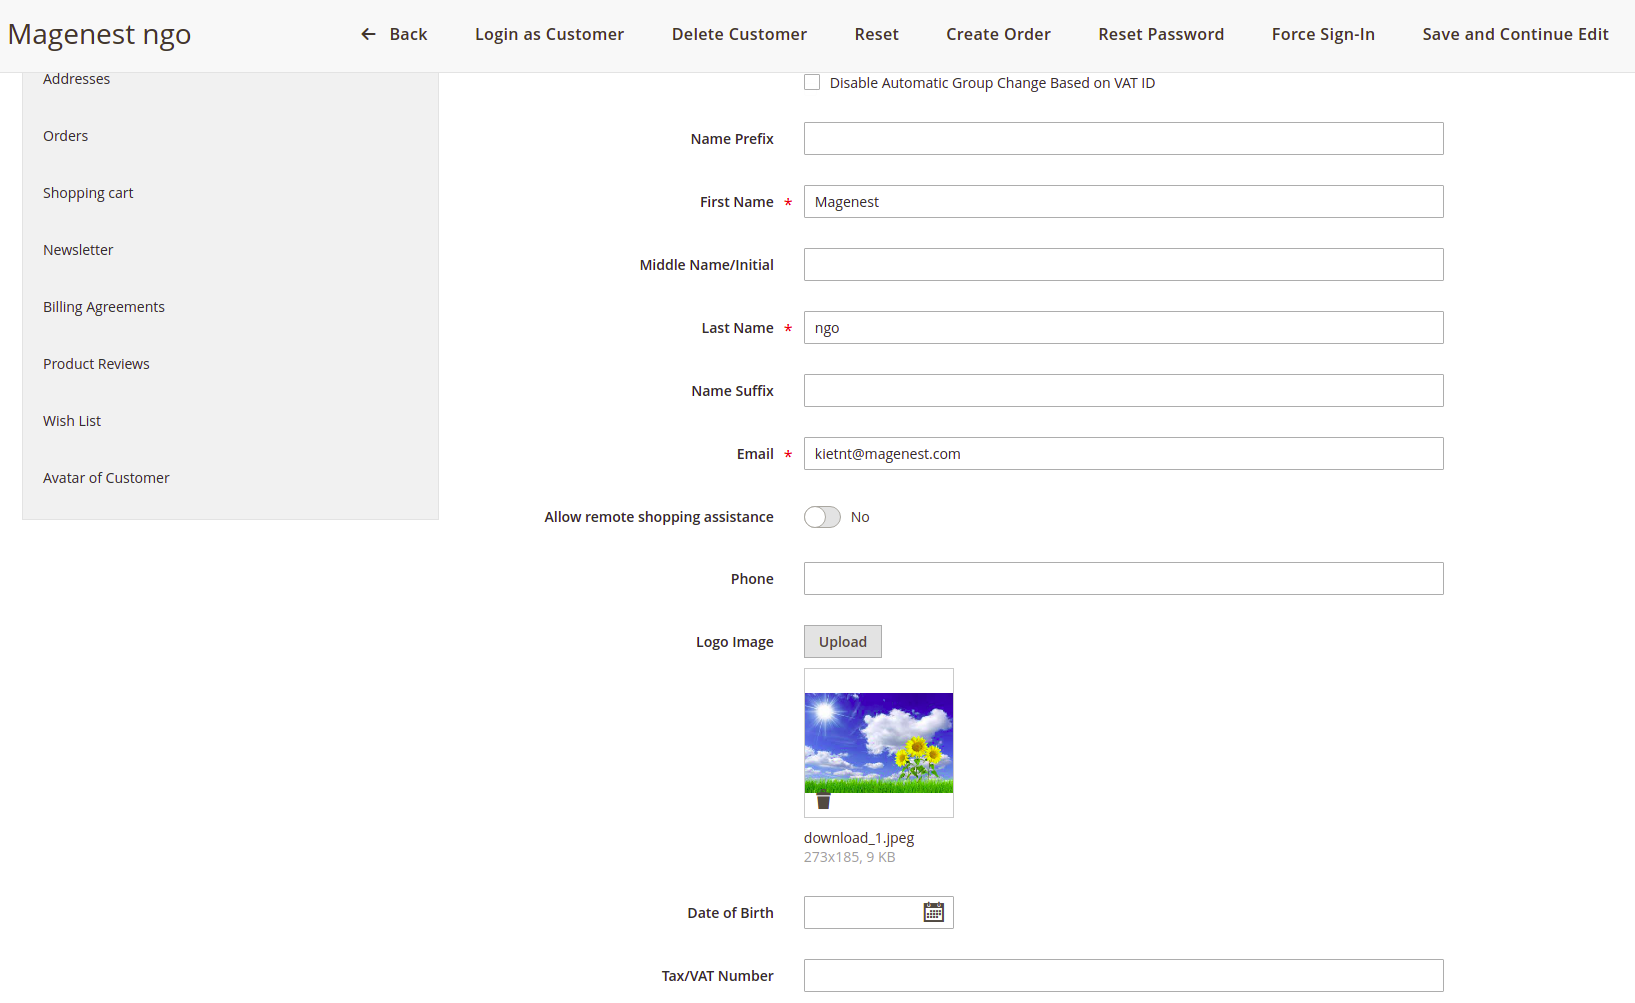 Magenest ngo
Back
Login as Customer
Delete Customer
Reset
Create Order
Reset Password
Force Sign-In
Save and Continue Edit
Addresses
Orders
Shopping cart
Newsletter
Billing Agreements
Product Reviews
Wish List
Avatar of Customer
Disable Automatic Group Change Based on VAT ID
Name Prefix
First Name * Magenest
Middle Name/Initial
Last Name * ngo
Name Suffix
Email * kietnt@magenest.com
Allow remote shopping assistance No
Phone
Logo Image Upload
download_1.jpeg
273x185, 9 KB
Date of Birth
Tax/VAT Number